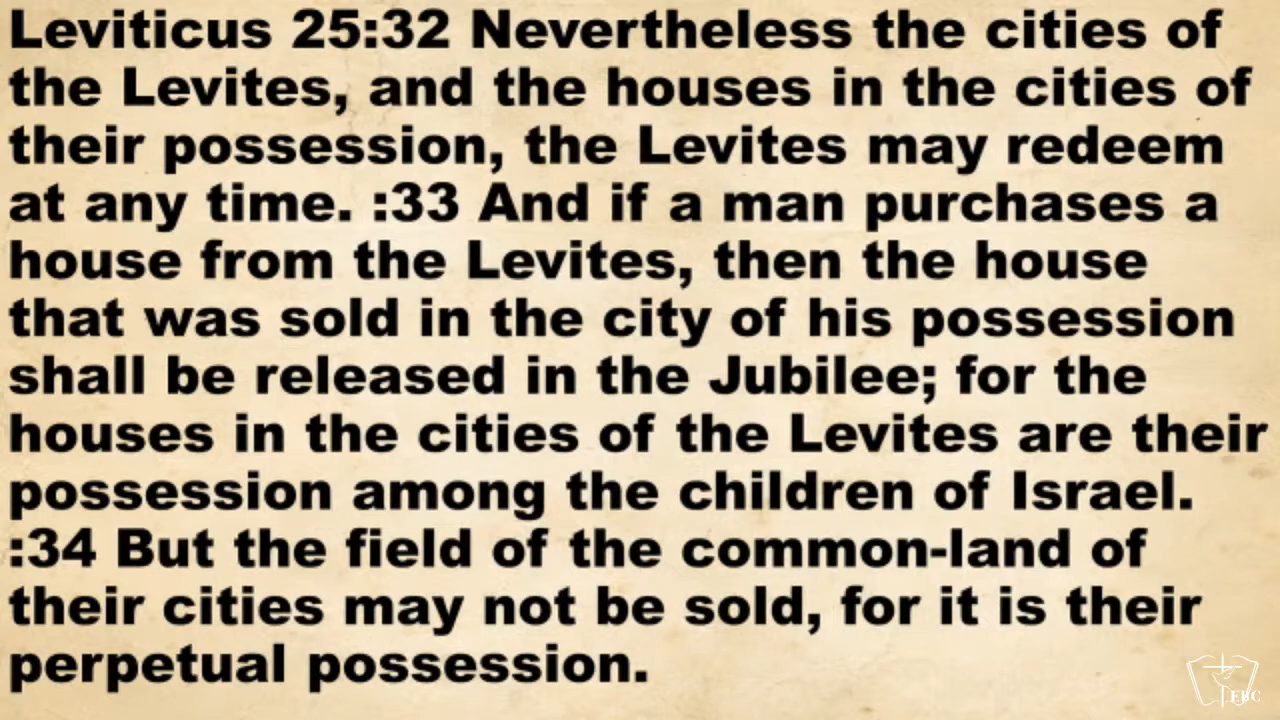 Leviticus 25:32 Nevertheless the cities of
the Levites, and the houses in the cities of
their possession, the Levites may redeem
at any time. :33 And if a man purchases a
house from the Levites, then the house
that was sold in the city of his possession
shall be released in the Jubilee; for the
houses in the cities of the Levites are their
possession among the children of Israel.
:34 But the field of the common-land of
their cities may not be sold, for it is their
perpetual possession.